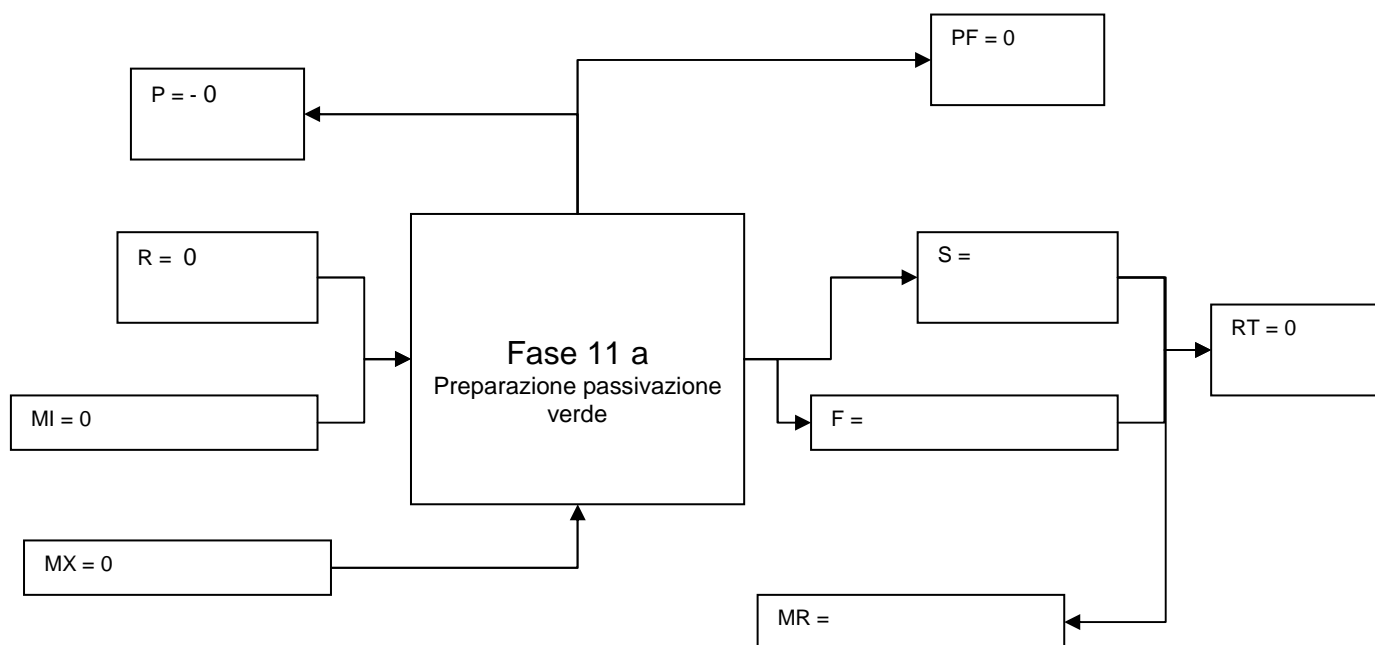 PF = 0
P = - 0
R = 0
S =
RT = 0
Fase 11 a
Preparazione passivazione
verde
MI = 0
F =
MX = 0
MR =